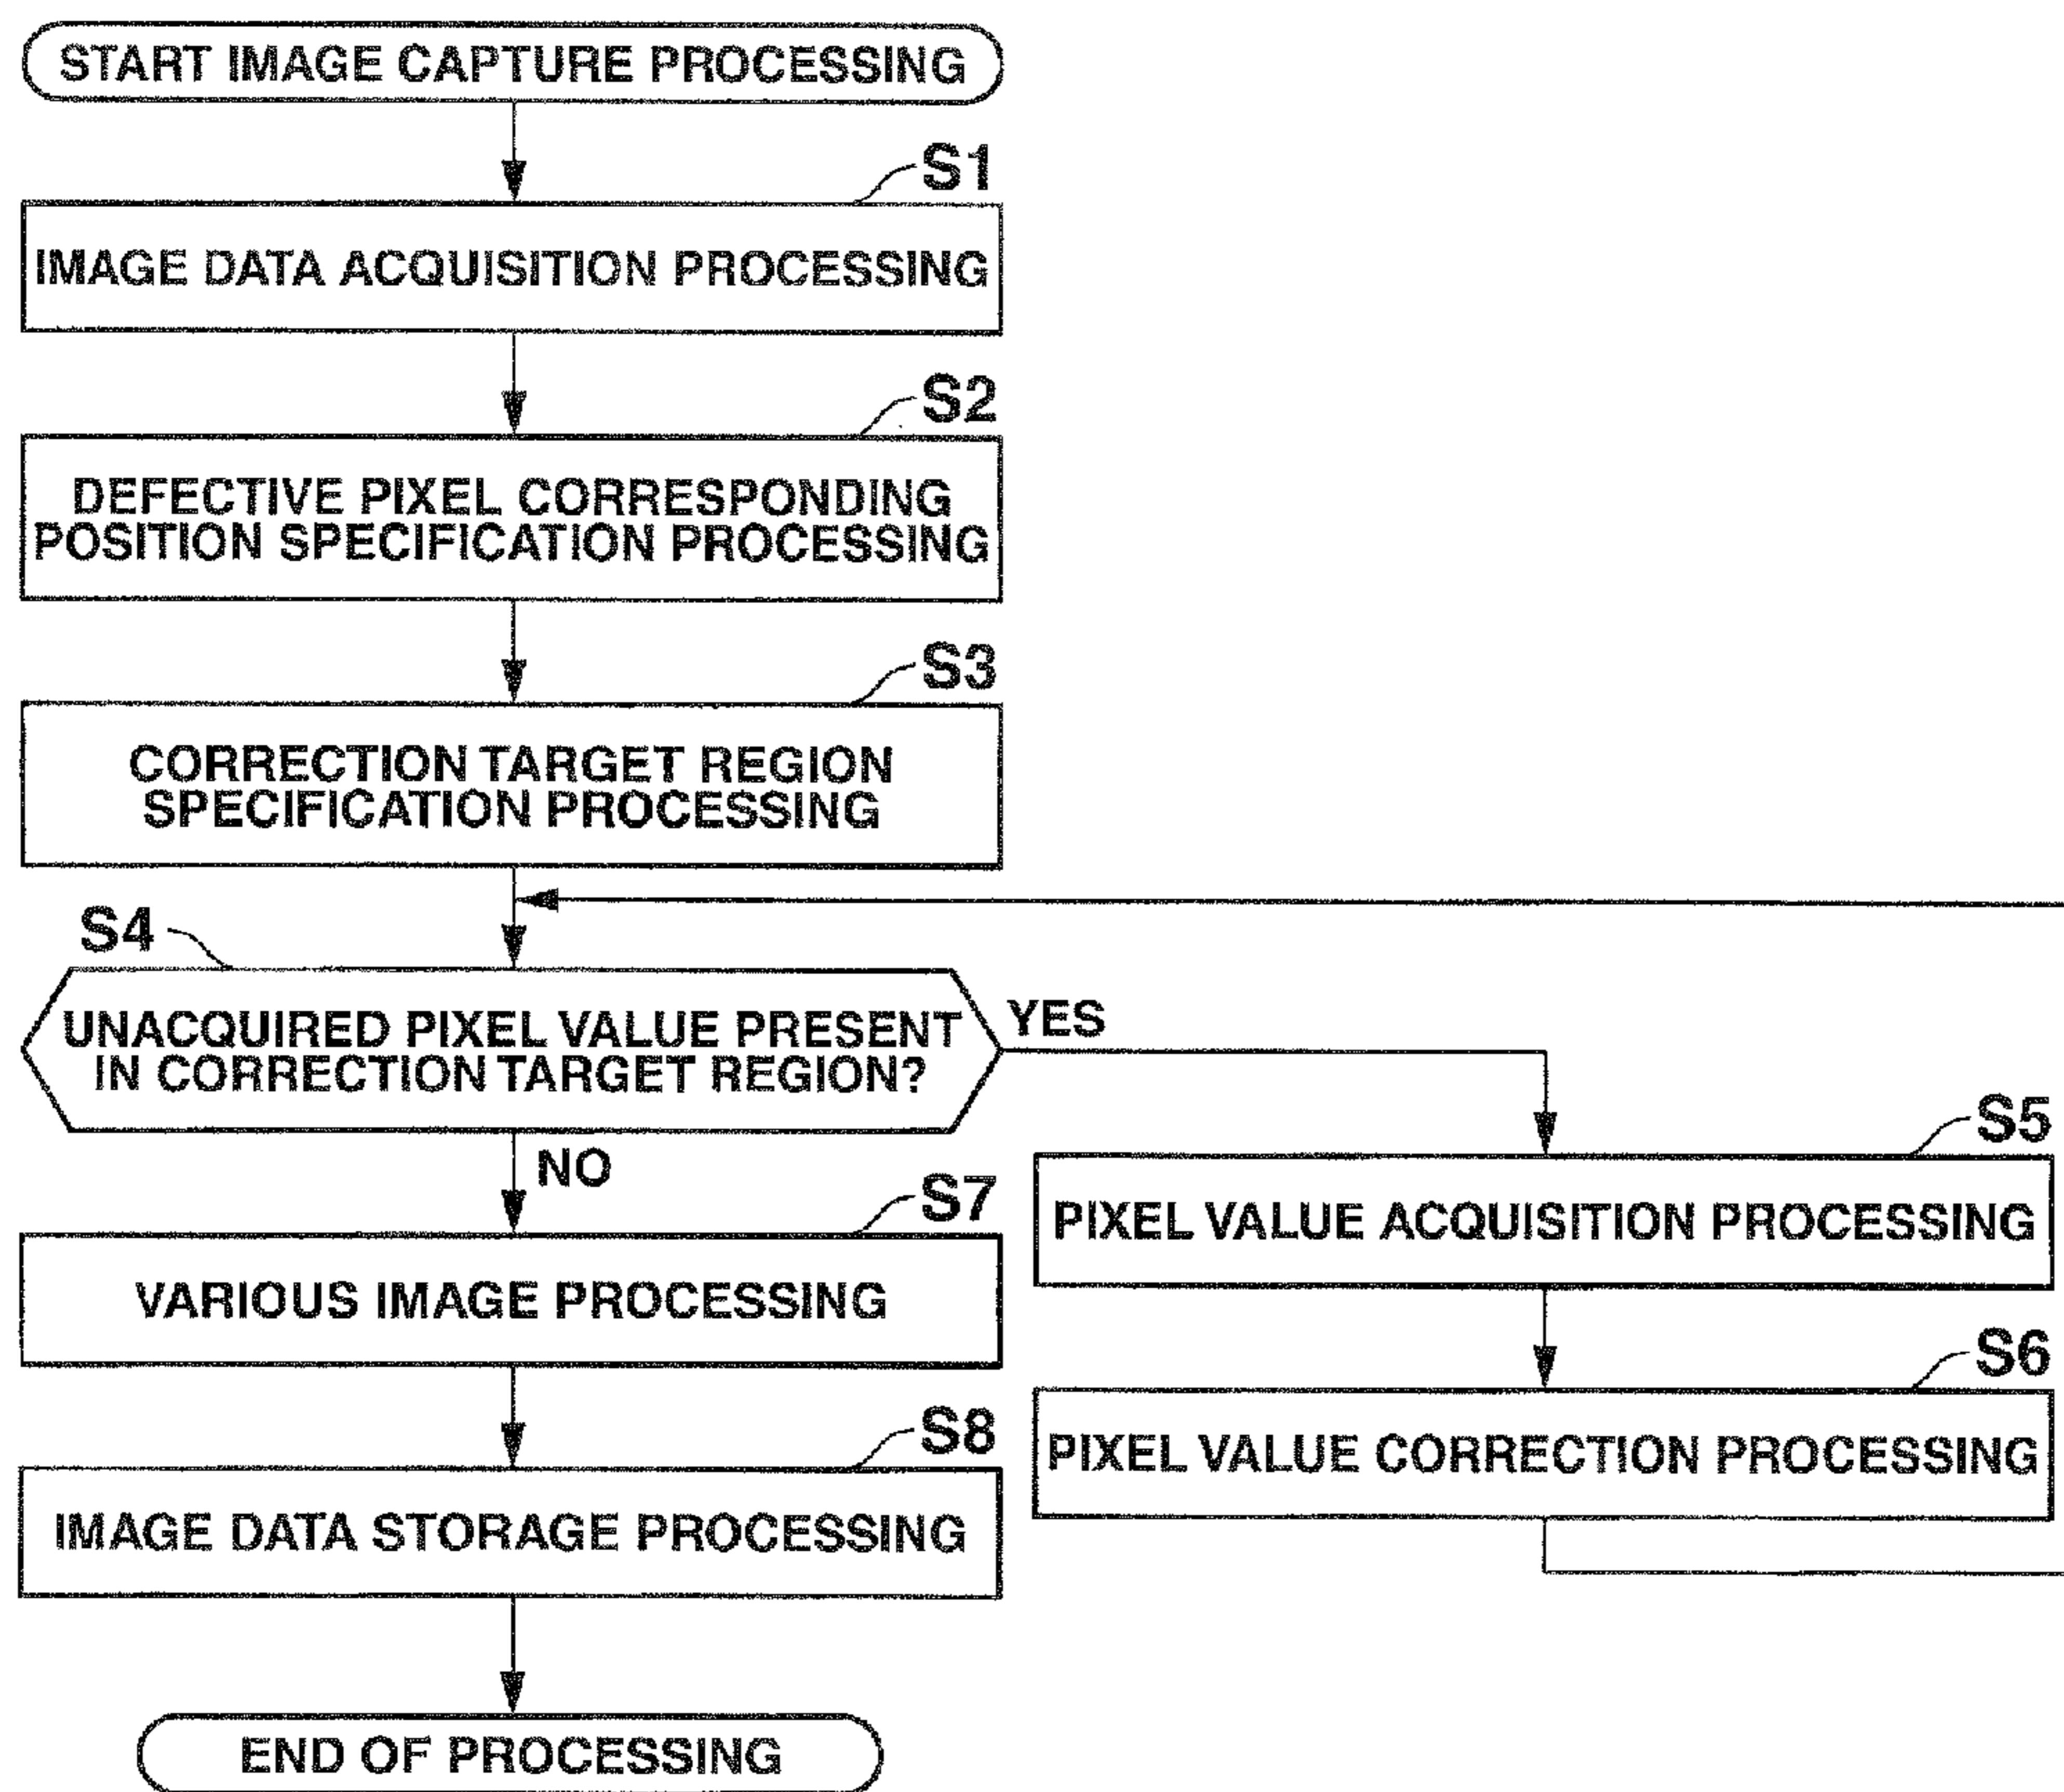 START IMAGE CAPTURE PROCESSING
S1
IMAGE DATA ACQUISITION PROCESSING
S2
DEFECTIVE PIXEL CORRESPONDING
POSITION SPECIFICATION PROCESSING
S3
CORRECTION TARGET REGION
SPECIFICATION PROCESSING
S4
UNACQUIRED PIXEL VALUE PRESENT
IN CORRECTION TARGET REGION?
YES
NO
S5
PIXEL VALUE ACQUISITION PROCESSING
S6
PIXEL VALUE CORRECTION PROCESSING
S7
VARIOUS IMAGE PROCESSING
S8
IMAGE DATA STORAGE PROCESSING
END OF PROCESSING